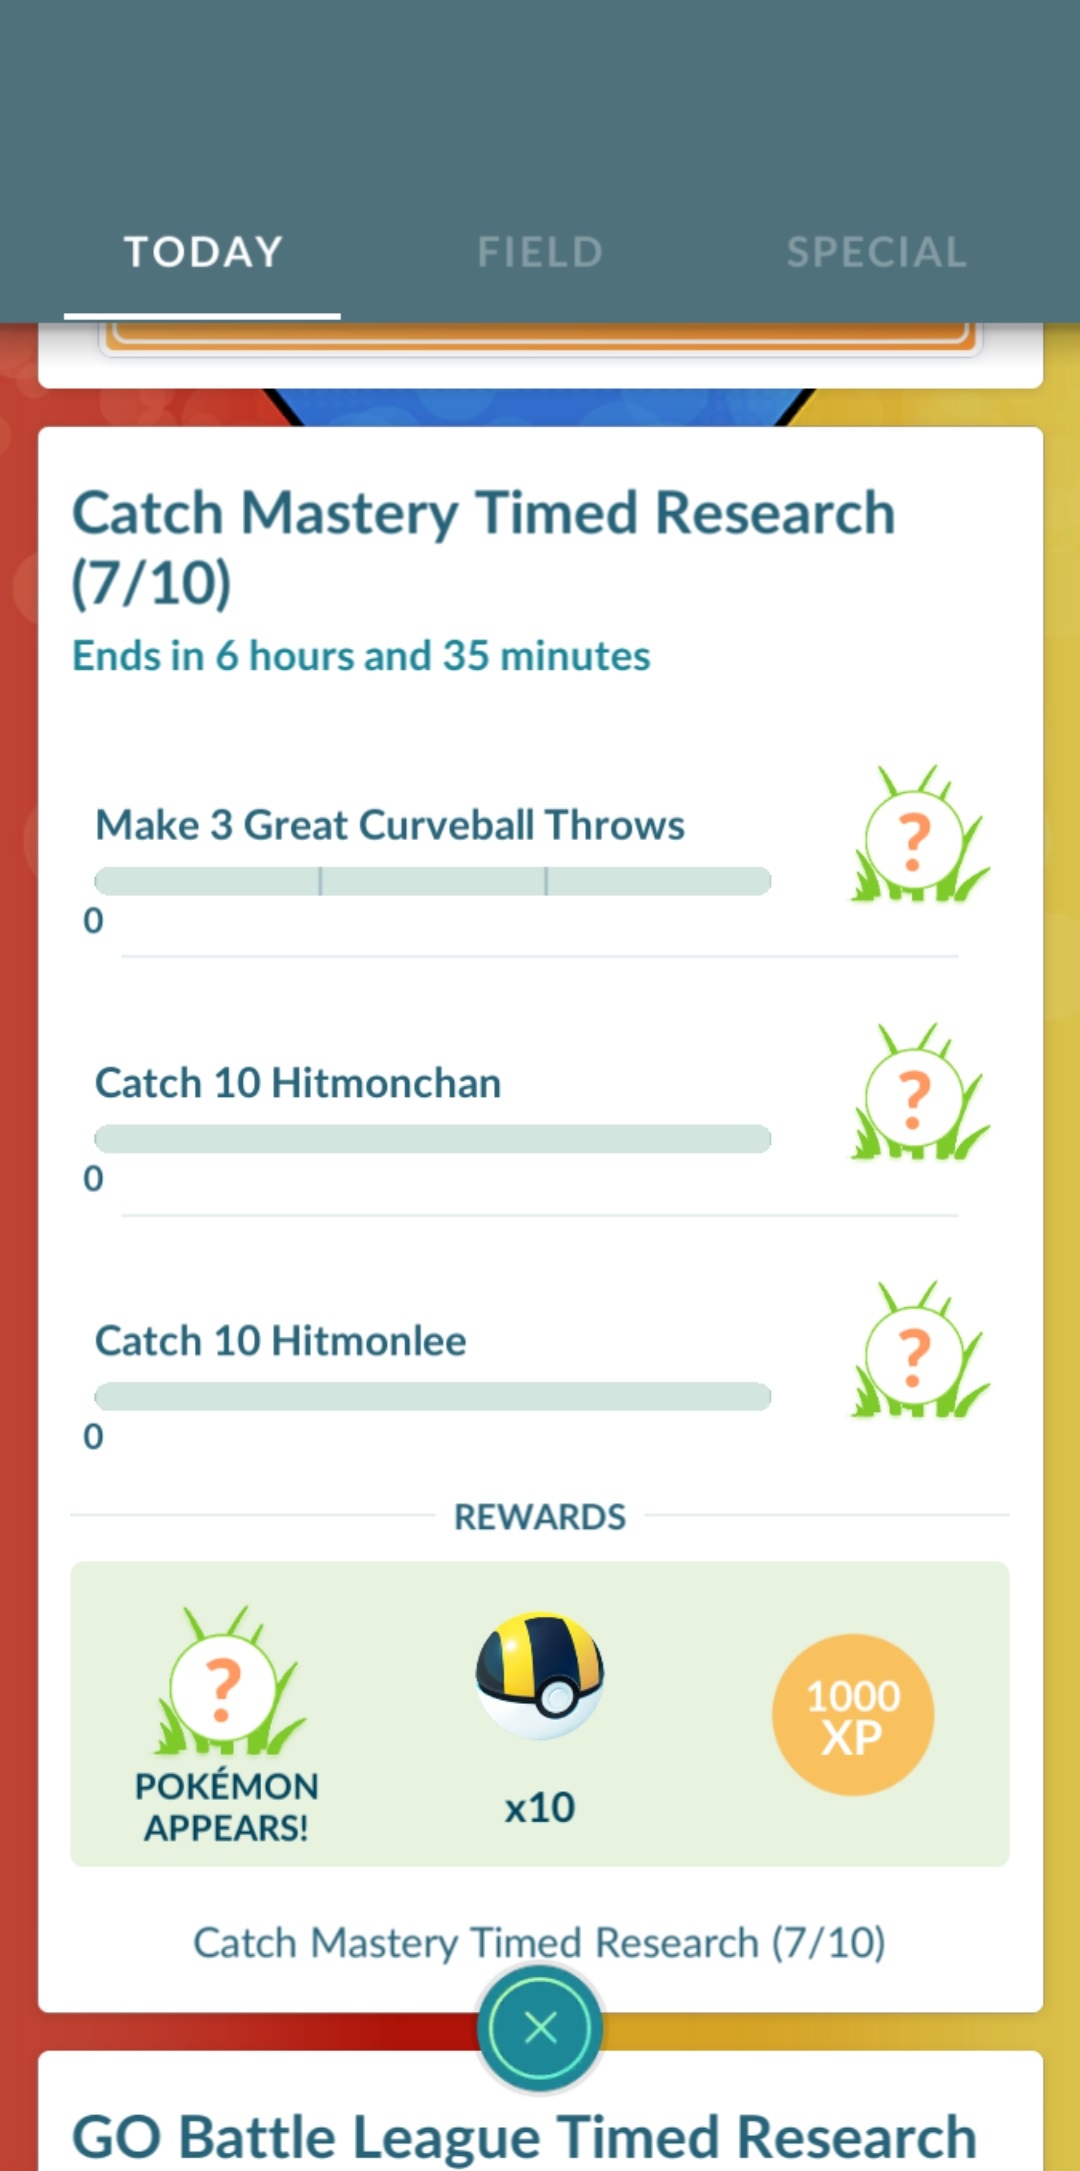 TODAY
FIELD
SPECIAL
Catch Mastery Timed Research
(7/10)
Ends in 6 hours and 35 minutes
Make 3 Great Curveball Throws
?
0
Catch 10 Hitmonchan
?
0
Catch 10 Hitmonlee
?
0
REWARDS
?
POKÉMON
APPEARS!
x10
1000
XP
Catch Mastery Timed Research (7/10)
GO Battle League Timed Research